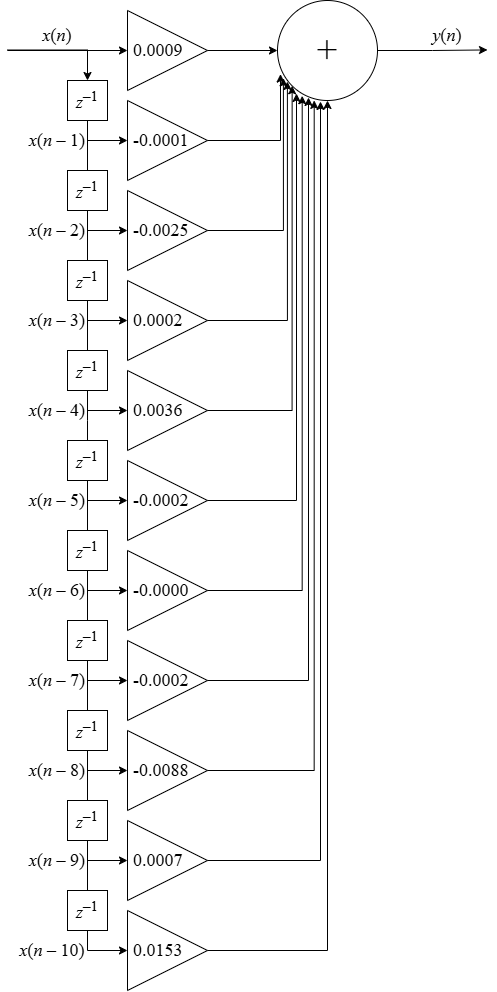 x(n)
0.0009
+
y(n)
z⁻¹
x(n − 1)
-0.0001
z⁻¹
x(n − 2)
-0.0025
z⁻¹
x(n − 3)
0.0002
z⁻¹
x(n − 4)
0.0036
z⁻¹
x(n − 5)
-0.0002
z⁻¹
x(n − 6)
-0.0000
z⁻¹
x(n − 7)
-0.0002
z⁻¹
x(n − 8)
-0.0088
z⁻¹
x(n − 9)
0.0007
z⁻¹
x(n − 10)
0.0153